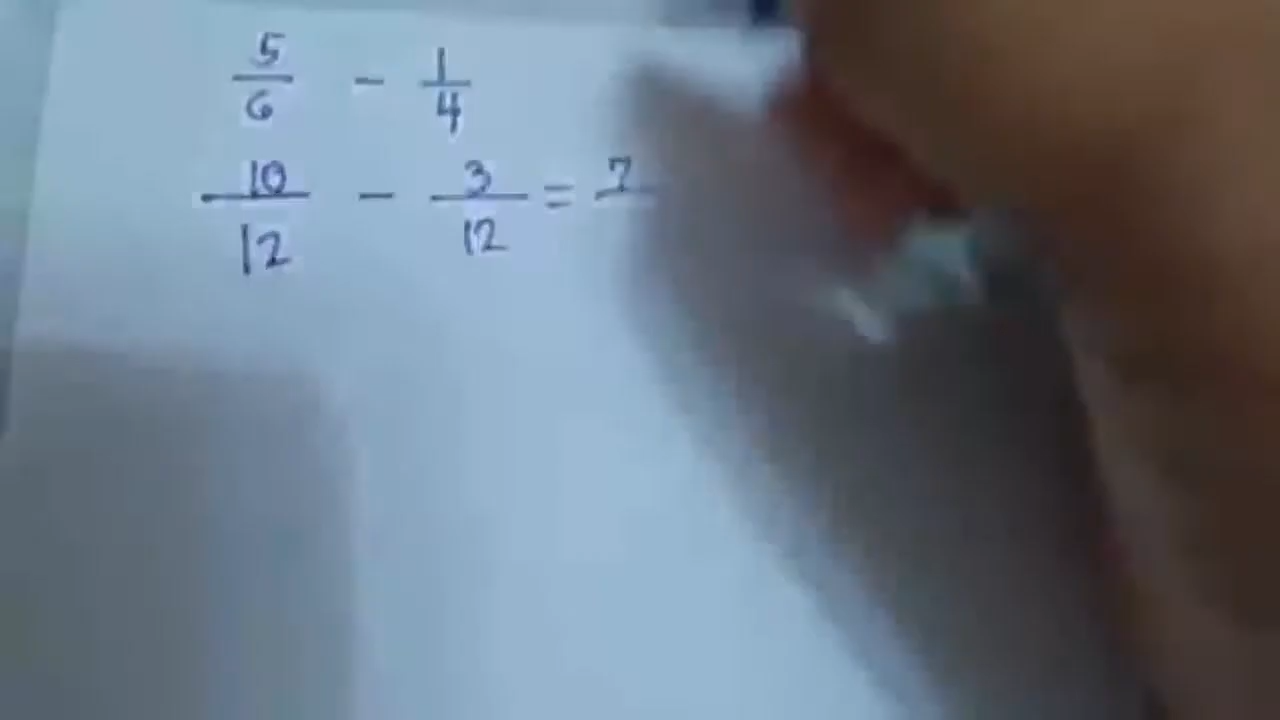 5/6 - 1/4
10/12 - 3/12 = 7